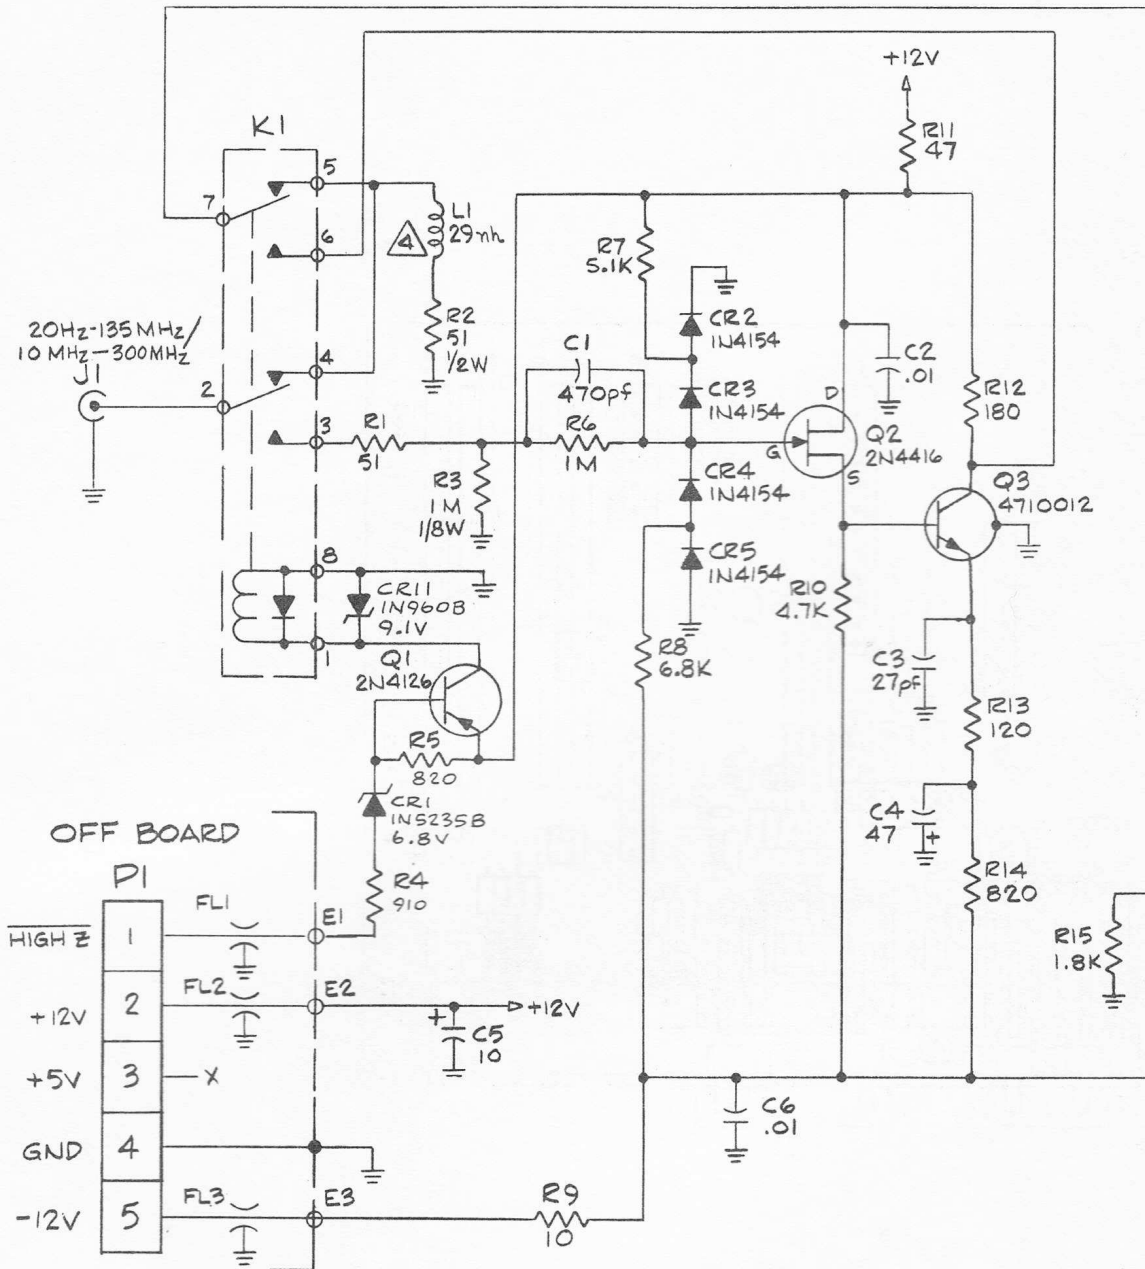 +12V
R11
47
K1
5
7
6
4
2
3
8
1
4
L1
29nh
R2
51
1/2W
20Hz-135MHz/
10MHz-300MHz/
J1
R1
51
R3
1M
1/8W
C1
470pf
R6
1M
R7
5.1K
CR2
1N4154
CR3
1N4154
CR4
1N4154
CR5
1N4154
D
G
S
Q2
2N4416
C2
.01
R12
180
Q3
4710012
R10
4.7K
R8
6.8K
C3
27pf
R13
120
C4
47
+
R14
820
R15
1.8K
CR11
1N960B
9.1V
Q1
2N4126
R5
820
CR1
1N5235B
6.8V
R4
910
OFF BOARD
P1
HIGH Z
1
FL1
E1
+12V
2
FL2
E2
+
C5
10
+12V
+5V
3
X
GND
4
-12V
5
FL3
E3
R9
10
C6
.01